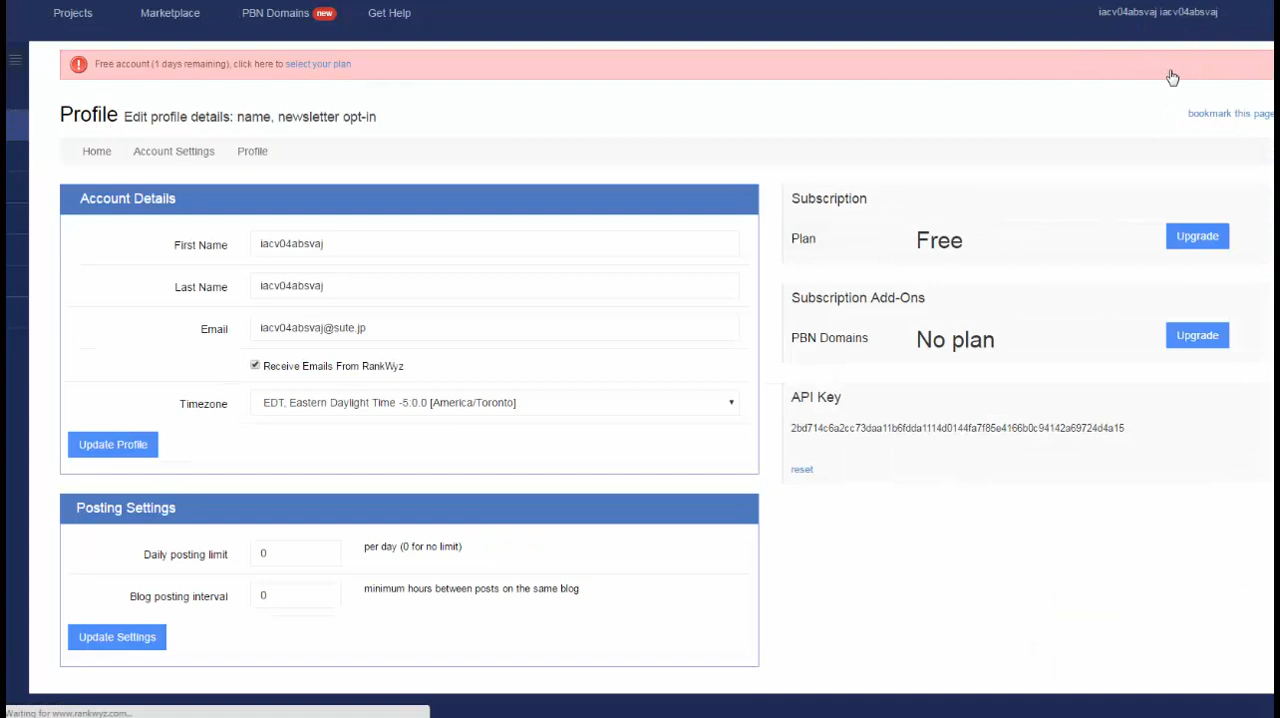 Projects Marketplace PBN Domains new Get Help iacv04absvaj iacv04absvaj
Free account (1 days remaining), click here to select your plan
Profile Edit profile details: name, newsletter opt-in
bookmark this page
Home Account Settings Profile
Account Details
First Name iacv04absvaj
Last Name iacv04absvaj
Email iacv04absvaj@sute.jp
Receive Emails From RankWyz
Timezone EDT, Eastern Daylight Time -5:0.0 [America/Toronto]
Update Profile
Posting Settings
Daily posting limit 0 per day (0 for no limit)
Blog posting interval 0 minimum hours between posts on the same blog
Update Settings
Subscription
Plan Free Upgrade
Subscription Add-Ons
PBN Domains No plan Upgrade
API Key
2bd714c6a2cc73daa11b6fdda1114d0144fa7f85e4166b0c94142a69724d4a15
reset
Waiting for www.rankwyz.com...